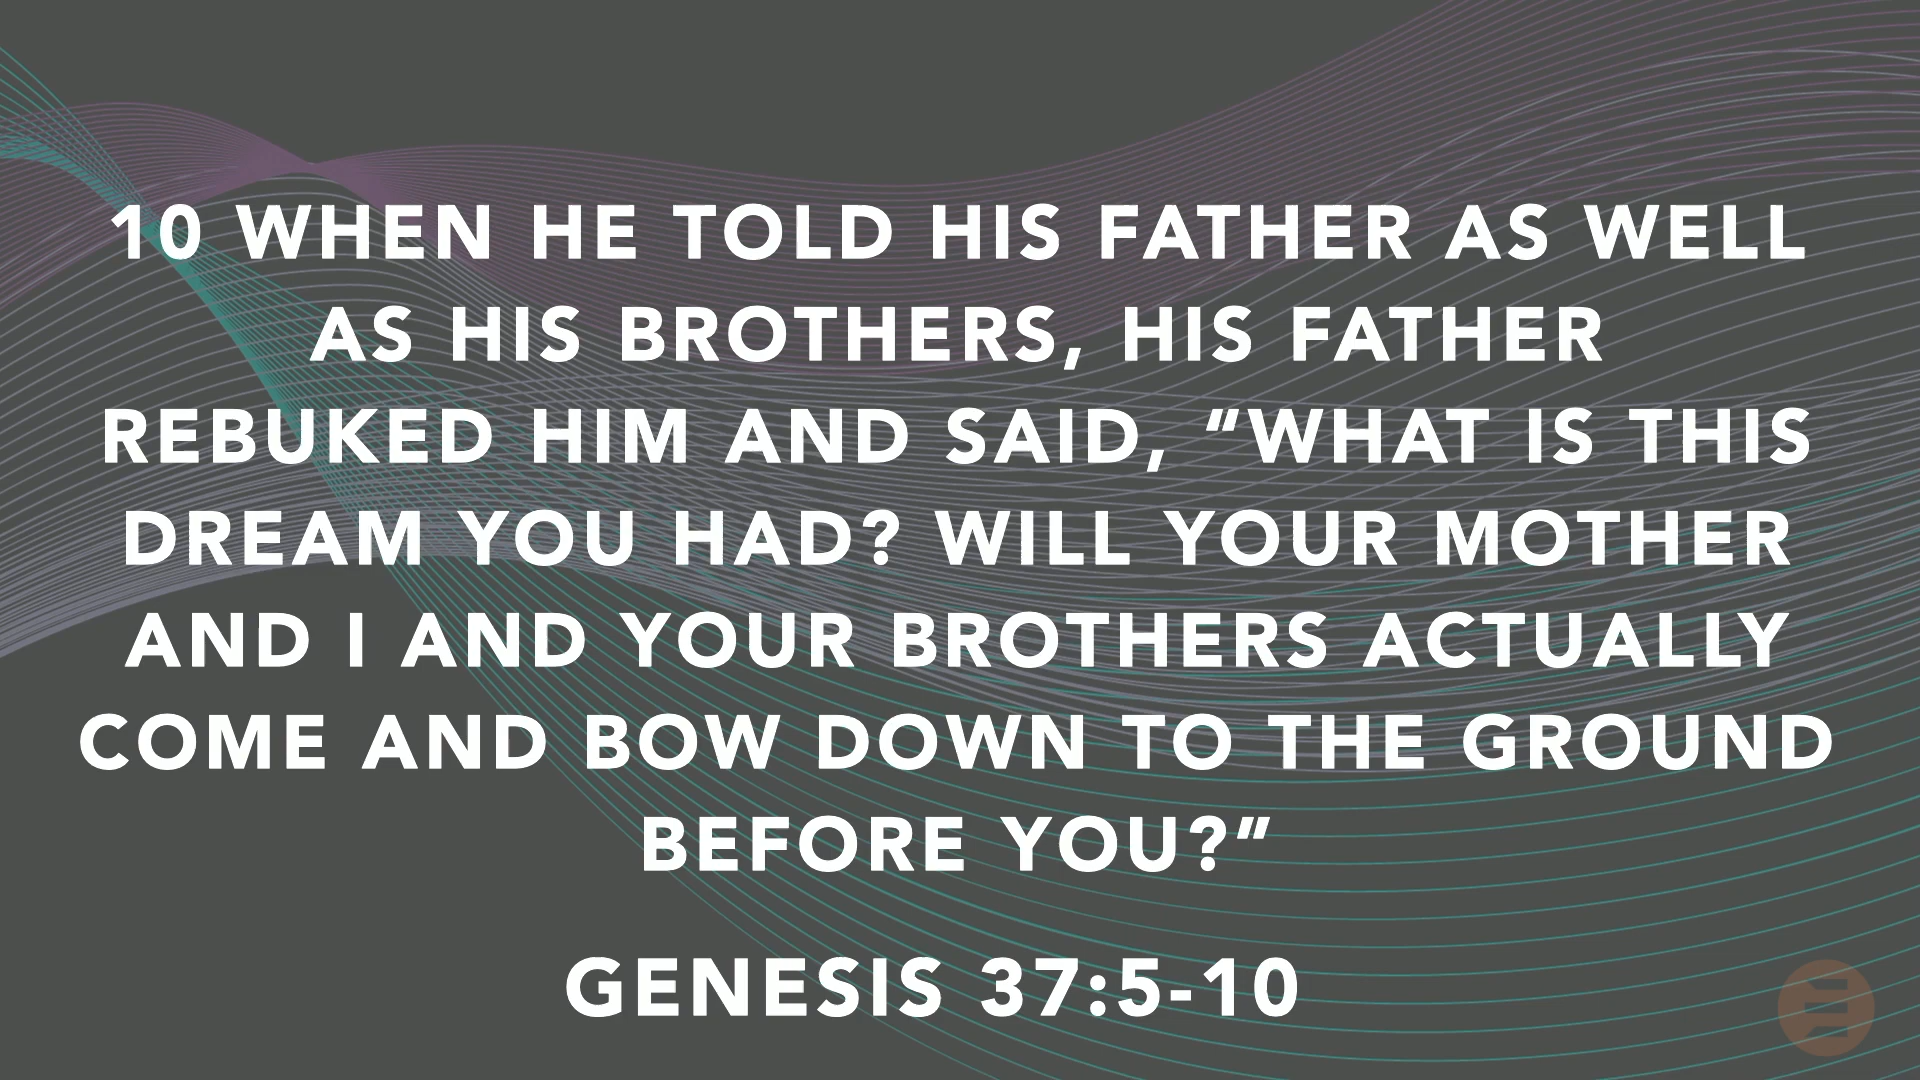 10 WHEN HE TOLD HIS FATHER AS WELL
AS HIS BROTHERS, HIS FATHER
REBUKED HIM AND SAID, “WHAT IS THIS
DREAM YOU HAD? WILL YOUR MOTHER
AND I AND YOUR BROTHERS ACTUALLY
COME AND BOW DOWN TO THE GROUND
BEFORE YOU?”
GENESIS 37:5-10